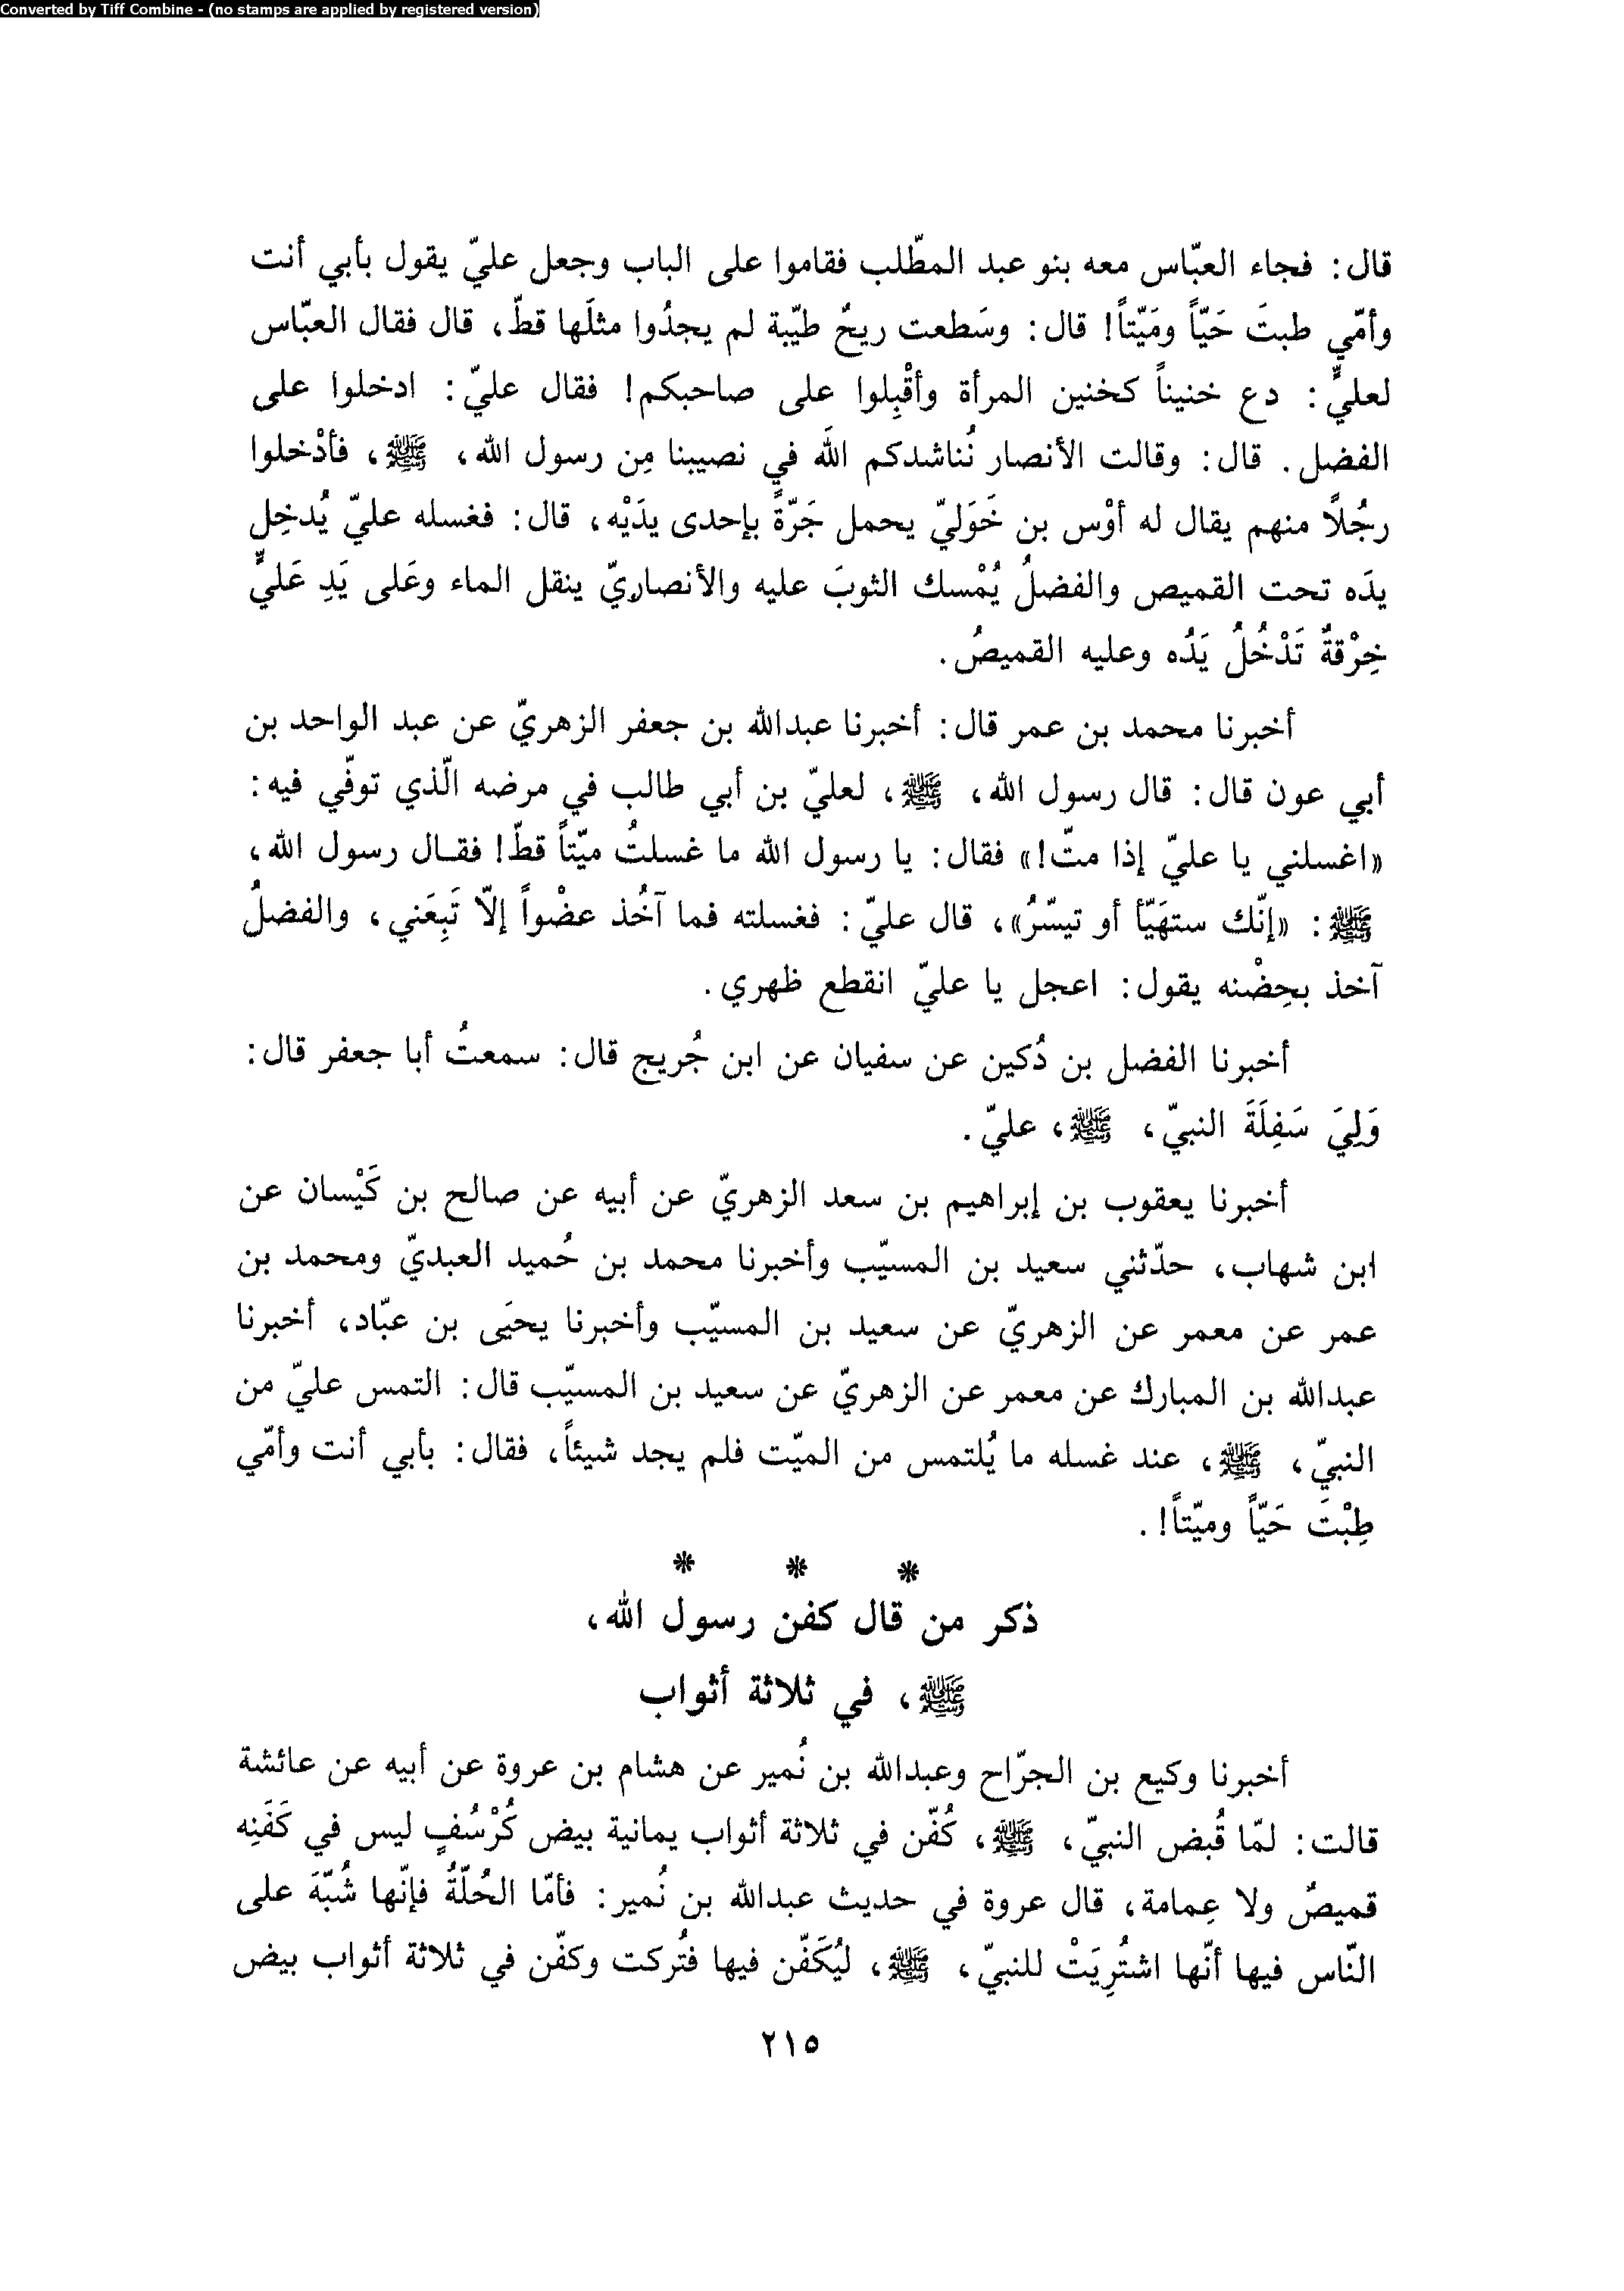 Converted by Tiff Combine - (no stamps are applied by registered version)
قال: فجاء العبّاس معه بنو عبد المطّلب فقاموا على الباب وجعل عليّ يقول بأبي أنت
وأمّي طبتَ حَيّاً ومَيّتاً! قال: وسَطعت ريحٌ طيّبة لم يجدُوا مثلَها قطّ، قال فقال العبّاس
لعليٍّ: دع خنيناً كخنين المرأة وأقْبِلوا على صاحبكم! فقال عليّ: ادخلوا على
الفضل. قال: وقالت الأنصار نُناشدكم اللَه في نصيبنا مِن رسول الله، ﷺ، فأدْخلوا
رجُلًا منهم يقال له أوْس بن خَوَليّ يحمل جَرّةً بإحدى يدَيْه، قال: فغسله عليّ يُدخِل
يدَه تحت القميص والفضلُ يُمْسك الثوبَ عليه والأنصاريّ ينقل الماء وعَلى يَدِ عَليٍّ
خِرْقةٌ تَدْخُلُ يَدُه وعليه القميصُ.
أخبرنا محمد بن عمر قال: أخبرنا عبدالله بن جعفر الزهريّ عن عبد الواحد بن
أبي عون قال: قال رسول الله، ﷺ، لعليّ بن أبي طالب في مرضه الّذي توفّي فيه:
«اغسلني يا عليّ إذا متّ!» فقال: يا رسول الله ما غسلتُ ميّتاً قطّ! فقـال رسول الله،
ﷺ: «إنّك ستهَيّأ أو تيسّرُ»، قال عليّ: فغسلته فما آخُذ عضْواً إلّا تَبِعَني، والفضلُ
آخذ بحِضْنه يقول: اعجل يا عليّ انقطع ظهري.
أخبرنا الفضل بن دُكين عن سفيان عن ابن جُريج قال: سمعتُ أبا جعفر قال:
وَلِيَ سَفِلَةَ النبيّ، ﷺ، عليّ.
أخبرنا يعقوب بن إبراهيم بن سعد الزهريّ عن أبيه عن صالح بن كَيْسان عن
ابن شهاب، حدّثني سعيد بن المسيّب وأخبرنا محمد بن حُميد العبديّ ومحمد بن
عمر عن معمر عن الزهريّ عن سعيد بن المسيّب وأخبرنا يحيَى بن عبّاد، أخبرنا
عبدالله بن المبارك عن معمر عن الزهريّ عن سعيد بن المسيّب قال: التمس عليّ من
النبيّ، ﷺ، عند غسله ما يُلتمس من الميّت فلم يجد شيئاً، فقال: بأبي أنت وأمّي
طِبْتَ حَيّاً وميّتاً!.
* * *
ذكر من قال كفن رسول الله،
ﷺ، في ثلاثة أثواب
أخبرنا وكيع بن الجرّاح وعبدالله بن نُمير عن هشام بن عروة عن أبيه عن عائشة
قالت: لمّا قُبض النبيّ، ﷺ، كُفّن في ثلاثة أثواب يمانية بيض كُرْسُفٍ ليس في كَفَنِه
قميصٌ ولا عِمامة، قال عروة في حديث عبدالله بن نُمير: فأمّا الحُلّةُ فإنّها شُبّهَ على
النّاس فيها أنّها اشتُرِيَتْ للنبيّ، ﷺ، ليُكَفّن فيها فتُركت وكفّن في ثلاثة أثواب بيض
٢١٥